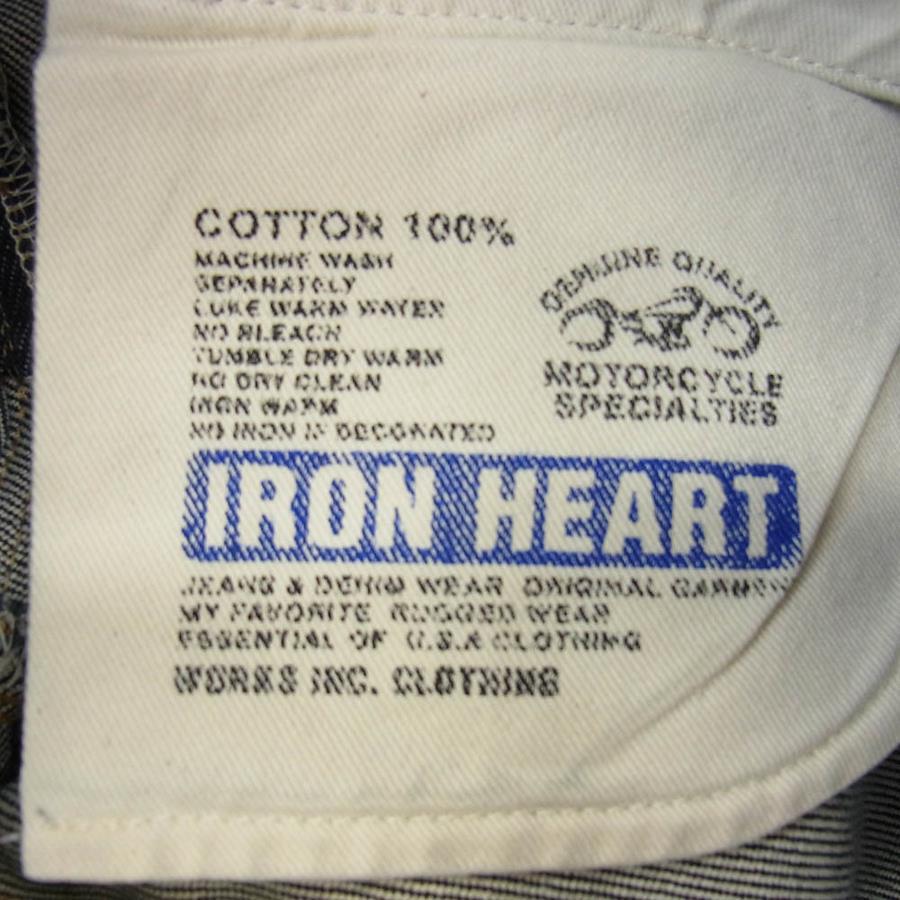 COTTON 100%
MACHINE WASH
SEPARATELY
LUKE WARM WATER
NO BLEACH
TUMBLE DRY WARM
NO DRY CLEAN
IRON WARM
NO IRON IF DECORATED
GENUINE QUALITY
MOTORCYCLE
SPECIALTIES
IRON HEART
JEANS & DENIM WEAR ORIGINAL
MY FAVORITE RUGGED WEAR
ESSENTIAL OF U.S.A CLOTHING
WORKS INC. CLOTHING